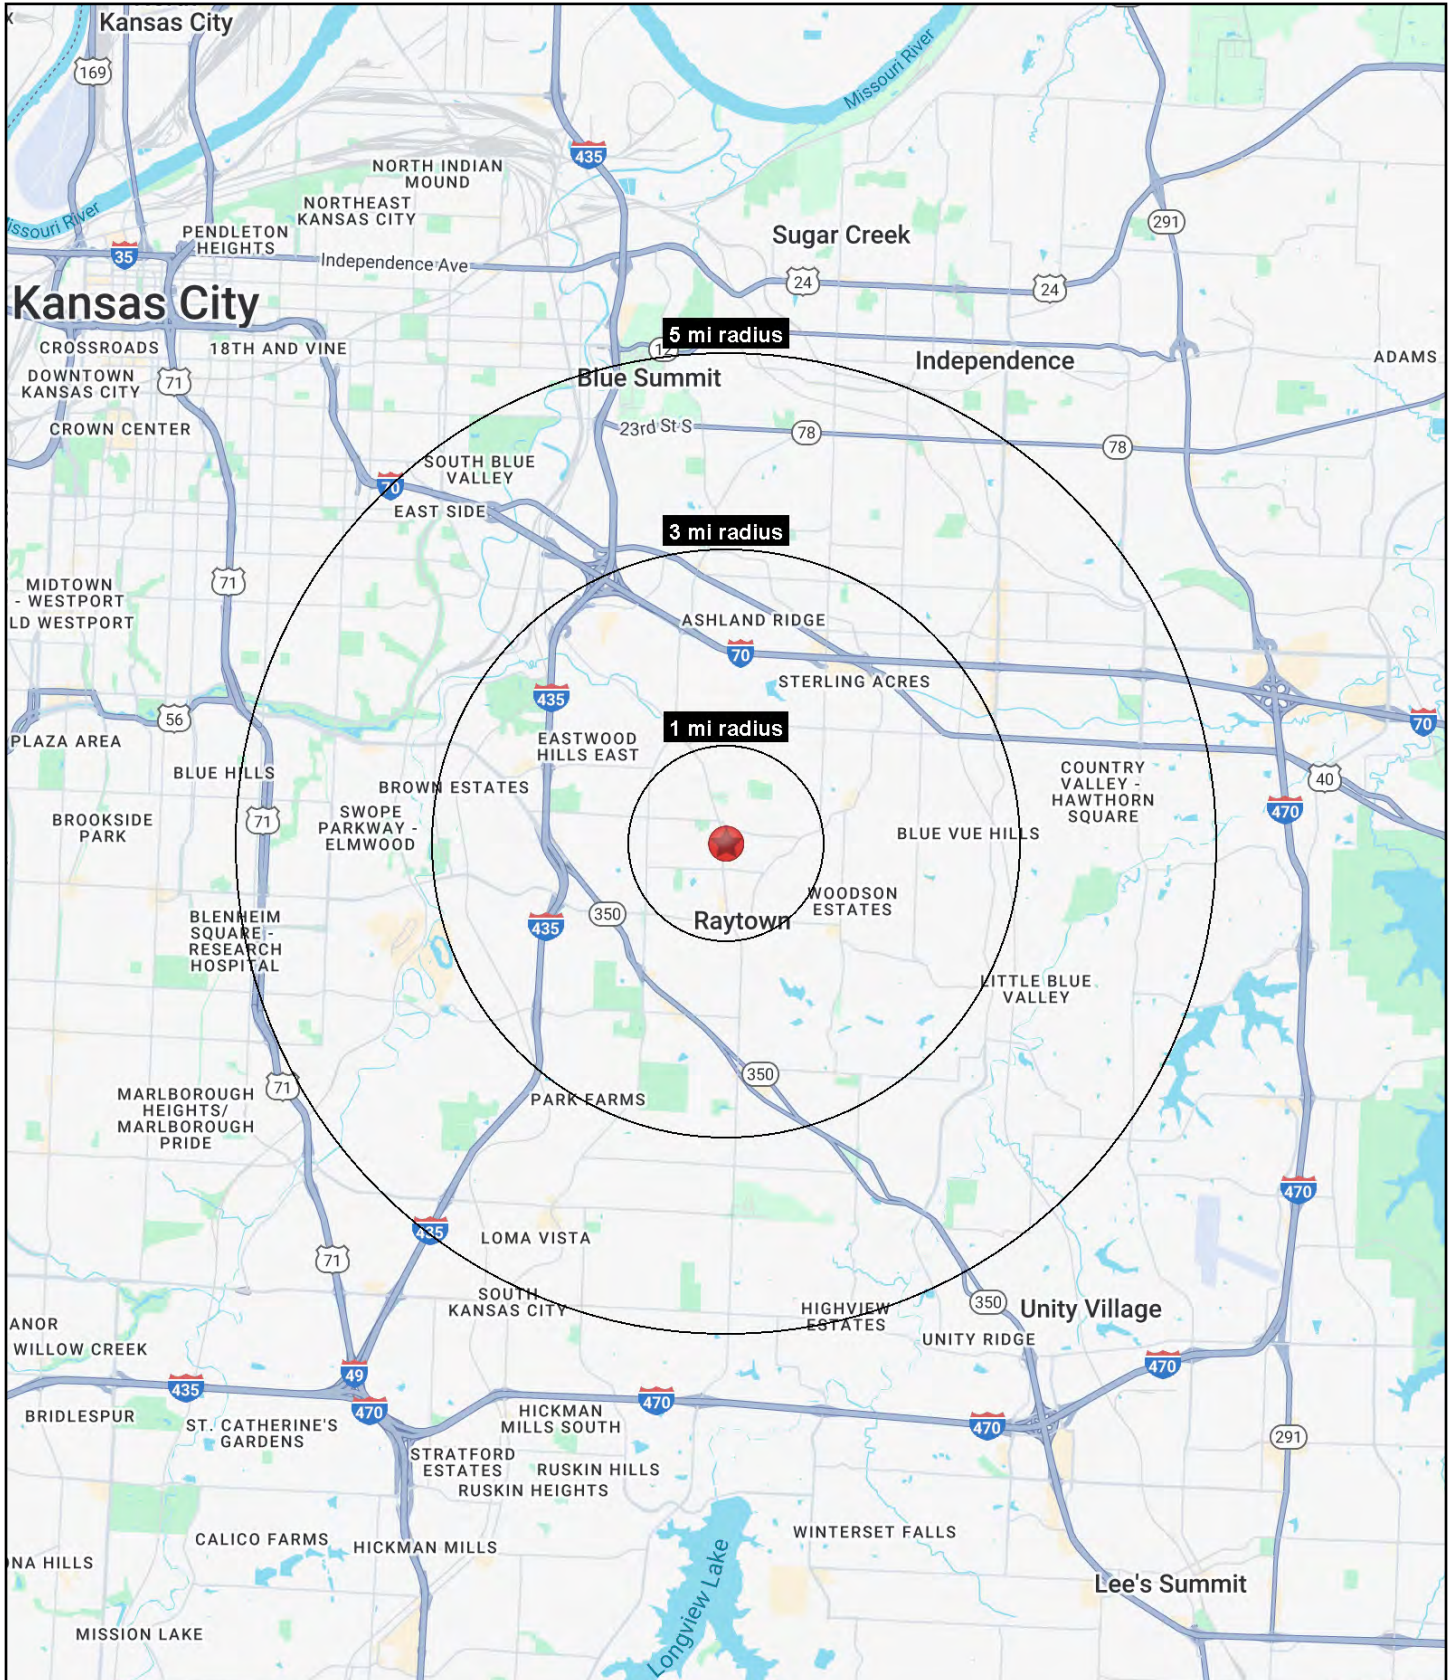 Kansas City
169
Missouri River
435
NORTH INDIAN
MOUND
NORTHEAST
KANSAS CITY
291
issouri River
PENDLETON
HEIGHTS
Sugar Creek
35
Independence Ave
24
24
Kansas City
5 mi radius
CROSSROADS
18TH AND VINE
12
Independence
ADAMS
DOWNTOWN
KANSAS CITY
71
Blue Summit
CROWN CENTER
23rd St S
78
78
SOUTH BLUE
VALLEY
70
EAST SIDE
3 mi radius
71
MIDTOWN
- WESTPORT
LD WESTPORT
ASHLAND RIDGE
70
STERLING ACRES
435
56
1 mi radius
70
PLAZA AREA
EASTWOOD
HILLS EAST
BLUE HILLS
BROWN ESTATES
COUNTRY
VALLEY -
HAWTHORN
SQUARE
40
BROOKSIDE
PARK
71
SWOPE
PARKWAY -
ELMWOOD
BLUE VUE HILLS
470
WOODSON
ESTATES
BLENHEIM
SQUARE -
RESEARCH
HOSPITAL
435
350
Raytown
LITTLE BLUE
VALLEY
71
350
MARLBOROUGH
HEIGHTS/
MARLBOROUGH
PRIDE
PARK FARMS
470
435
LOMA VISTA
71
SOUTH
KANSAS CITY
HIGHVIEW
ESTATES
350
Unity Village
ANOR
WILLOW CREEK
UNITY RIDGE
49
470
435
470
470
470
BRIDLESPUR
ST. CATHERINE'S
GARDENS
HICKMAN
MILLS SOUTH
291
STRATFORD
ESTATES
RUSKIN HILLS
RUSKIN HEIGHTS
CALICO FARMS
HICKMAN MILLS
WINTERSET FALLS
ONA HILLS
Longview Lake
Lee's Summit
MISSION LAKE